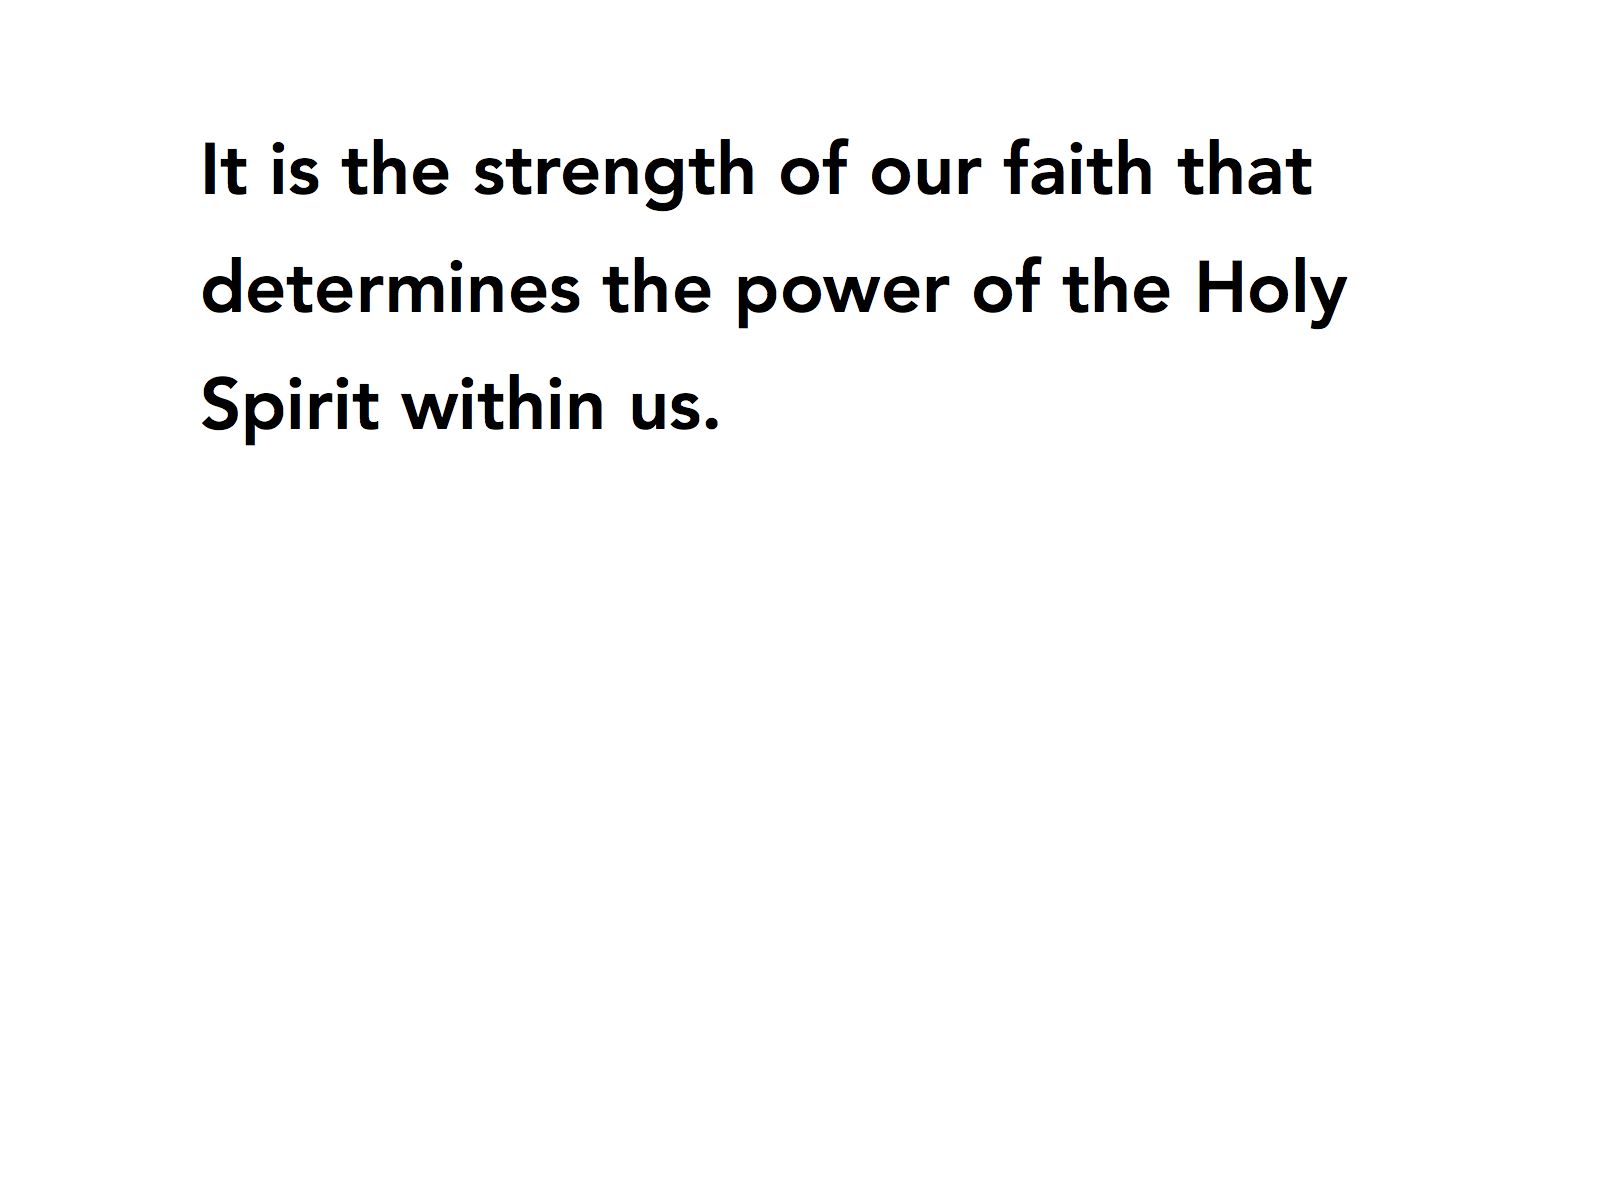 It is the strength of our faith that
determines the power of the Holy
Spirit within us.